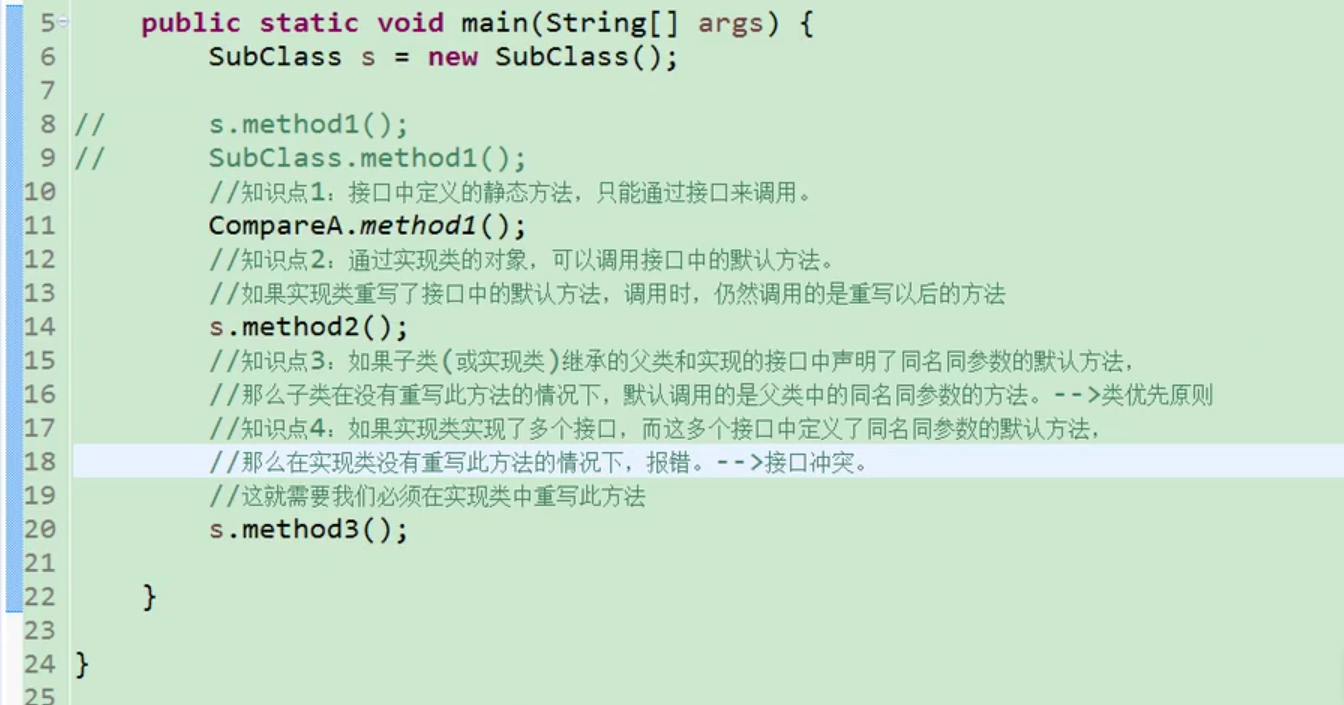 5 public static void main(String[] args) {
6 SubClass s = new SubClass();
7
8 // s.method1();
9 // SubClass.method1();
10 //知识点1：接口中定义的静态方法，只能通过接口来调用。
11 CompareA.method1();
12 //知识点2：通过实现类的对象，可以调用接口中的默认方法。
13 //如果实现类重写了接口中的默认方法，调用时，仍然调用的是重写以后的方法
14 s.method2();
15 //知识点3：如果子类(或实现类)继承的父类和实现的接口中声明了同名同参数的默认方法，
16 //那么子类在没有重写此方法的情况下，默认调用的是父类中的同名同参数的方法。-->类优先原则
17 //知识点4：如果实现类实现了多个接口，而这多个接口中定义了同名同参数的默认方法，
18 //那么在实现类没有重写此方法的情况下，报错。-->接口冲突。
19 //这就需要我们必须在实现类中重写此方法
20 s.method3();
21
22 }
23
24 }
25